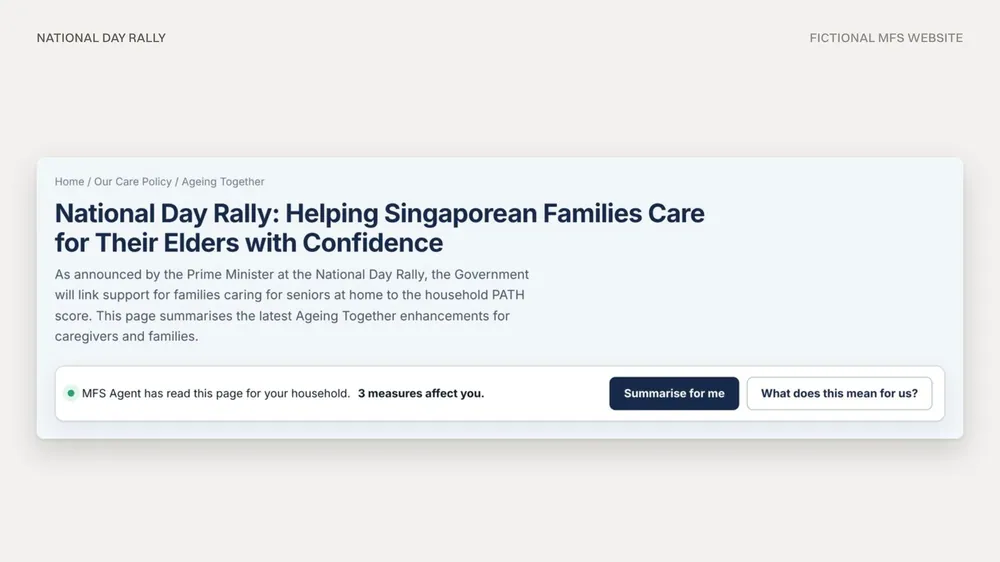 NATIONAL DAY RALLY
FICTIONAL MFS WEBSITE
Home / Our Care Policy / Ageing Together
National Day Rally: Helping Singaporean Families Care
for Their Elders with Confidence
As announced by the Prime Minister at the National Day Rally, the Government
will link support for families caring for seniors at home to the household PATH
score. This page summarises the latest Ageing Together enhancements for
caregivers and families.
MFS Agent has read this page for your household. 3 measures affect you.
Summarise for me
What does this mean for us?